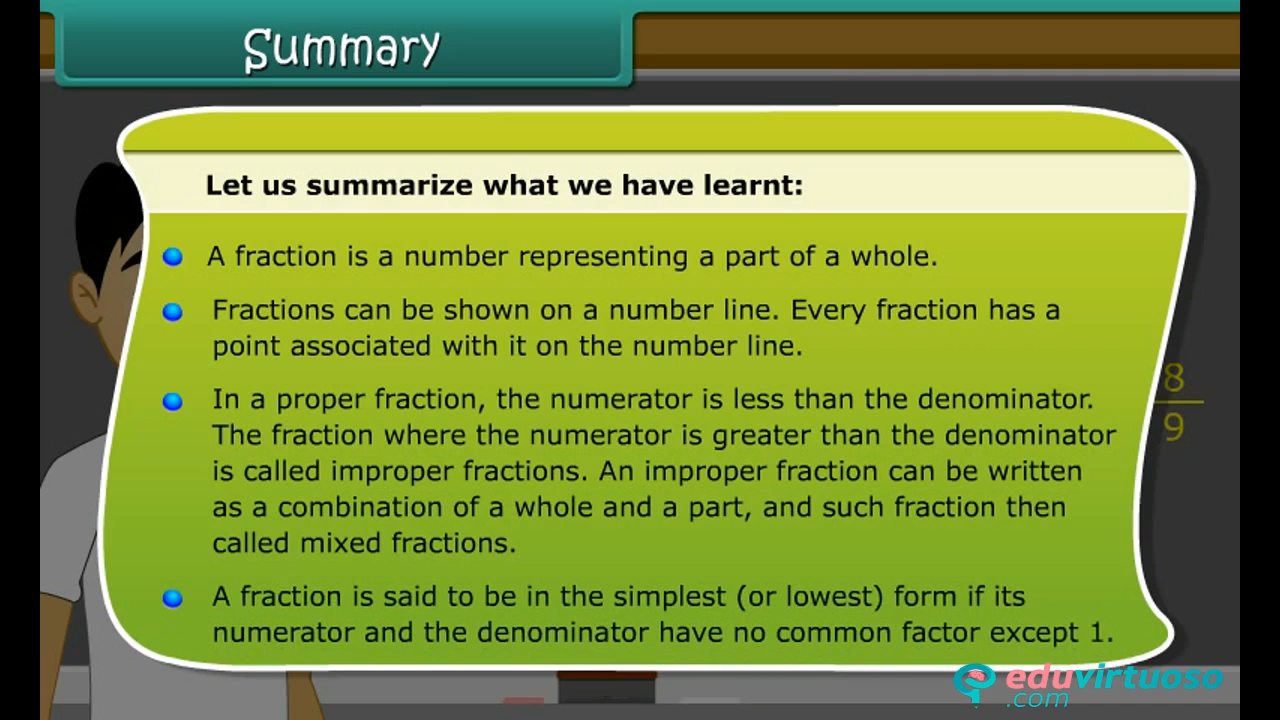 Summary
Let us summarize what we have learnt:
A fraction is a number representing a part of a whole.
Fractions can be shown on a number line. Every fraction has a
point associated with it on the number line.
In a proper fraction, the numerator is less than the denominator.
The fraction where the numerator is greater than the denominator
is called improper fractions. An improper fraction can be written
as a combination of a whole and a part, and such fraction then
called mixed fractions.
A fraction is said to be in the simplest (or lowest) form if its
numerator and the denominator have no common factor except 1.
8
9
eduvirtuoso
.com